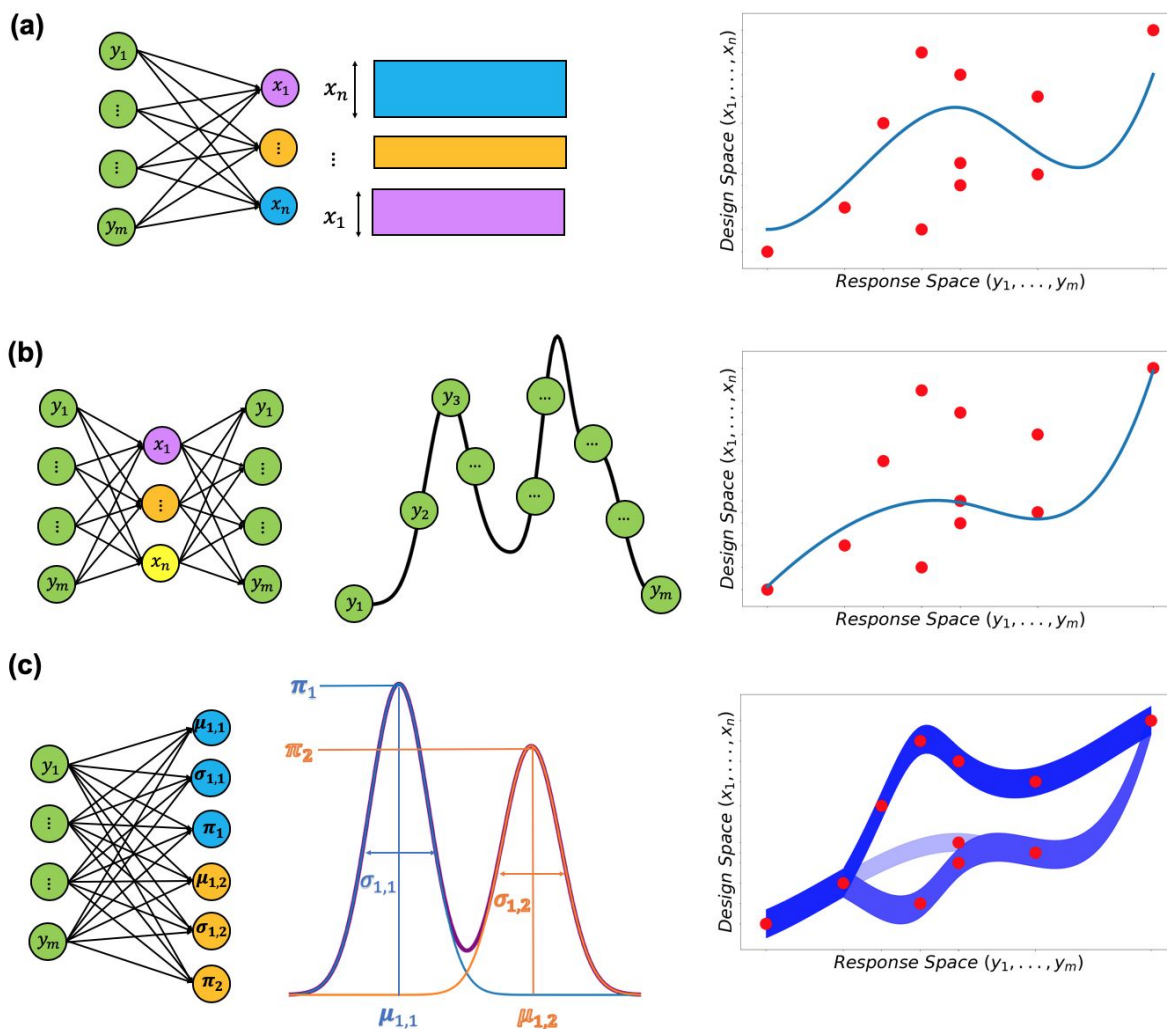 (a)
y₁
⋮
⋮
yₘ
x₁
⋮
xₙ
xₙ
⋮
x₁
Design Space (x₁, . . . , xₙ)
Response Space (y₁, . . . , yₘ)
(b)
y₁
⋮
⋮
yₘ
x₁
⋮
xₙ
y₁
⋮
⋮
yₘ
y₁
y₂
y₃
...
...
...
...
...
yₘ
Design Space (x₁, . . . , xₙ)
Response Space (y₁, . . . , yₘ)
(c)
y₁
⋮
⋮
yₘ
μ₁,₁
σ₁,₁
π₁
μ₁,₂
σ₁,₂
π₂
π₁
π₂
σ₁,₁
σ₁,₂
μ₁,₁
μ₁,₂
Design Space (x₁, . . . , xₙ)
Response Space (y₁, . . . , yₘ)